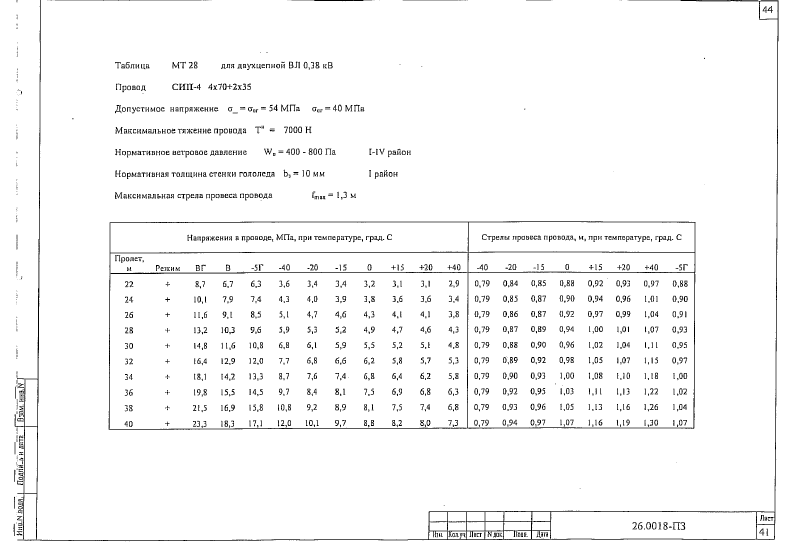 44
Таблица МТ 28 для двухцепной ВЛ 0,38 кВ
Провод СИП-4 4х70+2х35
Допустимое напряжение σ_ = σвг = 54 МПа σэг = 40 МПа
Максимальное тяжение провода Tн = 7000 Н
Нормативное ветровое давление Wо = 400 - 800 Па I-IV район
Нормативная толщина стенки гололеда bэ = 10 мм I район
Максимальная стрела провеса провода fmax = 1,3 м
Напряжения в проводе, МПа, при температуре, град. С Стрелы провеса провода, м, при температуре, град. С
Пролет,
м Режим ВГ В -5Г -40 -20 -15 0 +15 +20 +40 -40 -20 -15 0 +15 +20 +40 -5Г
22 + 8,7 6,7 6,3 3,6 3,4 3,4 3,2 3,1 3,1 2,9 0,79 0,84 0,85 0,88 0,92 0,93 0,97 0,88
24 + 10,1 7,9 7,4 4,3 4,0 3,9 3,8 3,6 3,6 3,4 0,79 0,85 0,87 0,90 0,94 0,96 1,01 0,90
26 + 11,6 9,1 8,5 5,1 4,7 4,6 4,3 4,1 4,1 3,8 0,79 0,86 0,87 0,92 0,97 0,99 1,04 0,91
28 + 13,2 10,3 9,6 5,9 5,3 5,2 4,9 4,7 4,6 4,3 0,79 0,87 0,89 0,94 1,00 1,01 1,07 0,93
30 + 14,8 11,6 10,8 6,8 6,1 5,9 5,5 5,2 5,1 4,8 0,79 0,88 0,90 0,96 1,02 1,04 1,11 0,95
32 + 16,4 12,9 12,0 7,7 6,8 6,6 6,2 5,8 5,7 5,3 0,79 0,89 0,92 0,98 1,05 1,07 1,15 0,97
34 + 18,1 14,2 13,3 8,7 7,6 7,4 6,8 6,4 6,2 5,8 0,79 0,90 0,93 1,00 1,08 1,10 1,18 1,00
36 + 19,8 15,5 14,5 9,7 8,4 8,1 7,5 6,9 6,8 6,3 0,79 0,92 0,95 1,03 1,11 1,13 1,22 1,02
38 + 21,5 16,9 15,8 10,8 9,2 8,9 8,1 7,5 7,4 6,8 0,79 0,93 0,96 1,05 1,13 1,16 1,26 1,04
40 + 23,3 18,3 17,1 12,0 10,1 9,7 8,8 8,2 8,0 7,3 0,79 0,94 0,97 1,07 1,16 1,19 1,30 1,07
Взам. инв.N
Подпись и дата
Инв.N подл.
Изм. Кол.уч Лист N док. Подп. Дата
26.0018-ПЗ
Лист
41